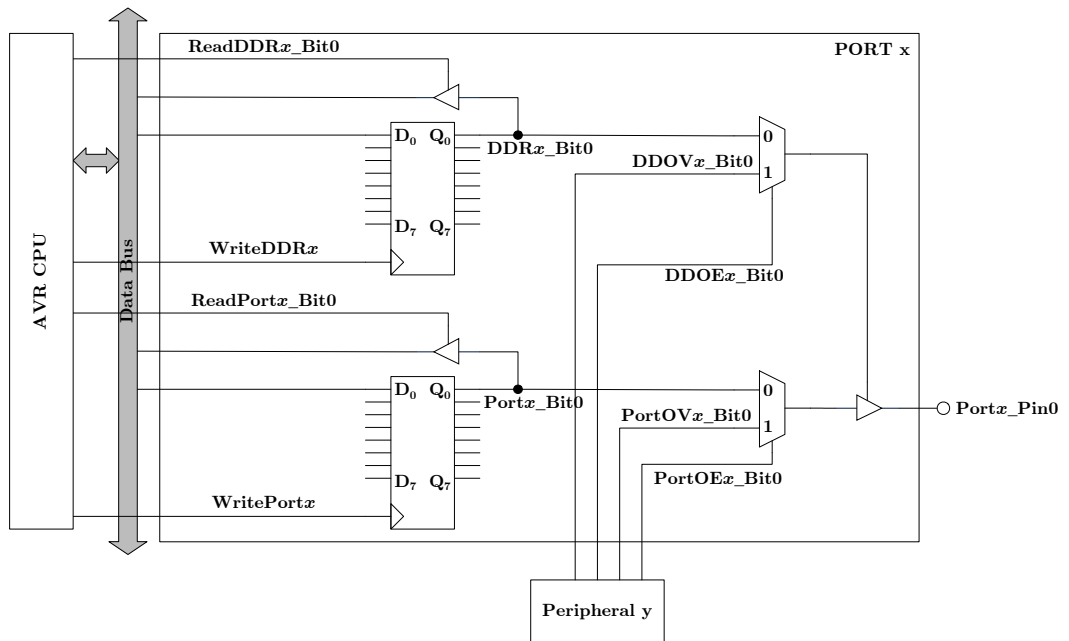 ReadDDRx_Bit0
PORT x
D0 Q0
DDRx_Bit0
0
DDOVx_Bit0
1
D7 Q7
WriteDDRx
DDOEx_Bit0
AVR CPU
Data Bus
ReadPortx_Bit0
D0 Q0
Portx_Bit0
0
PortOVx_Bit0
1
Portx_Pin0
D7 Q7
PortOEx_Bit0
WritePortx
Peripheral y